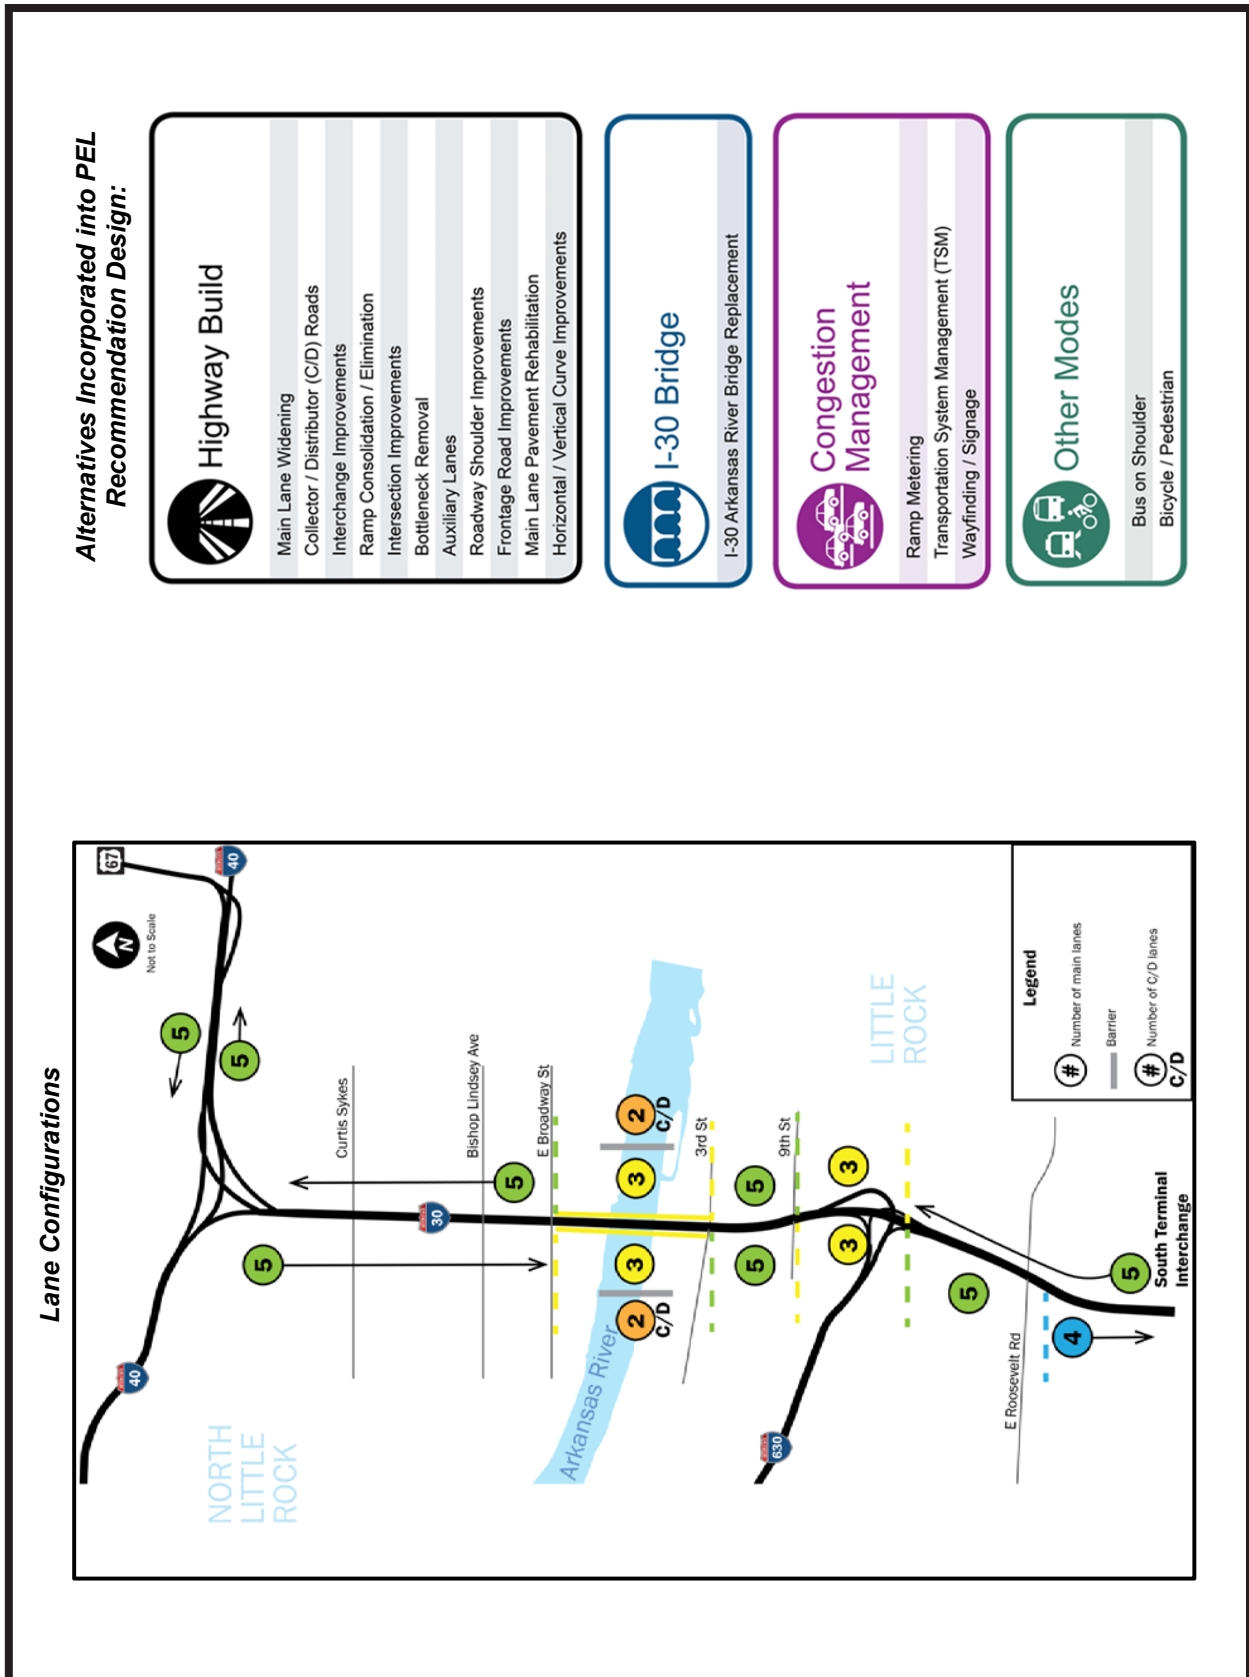 Lane Configurations
67
40
N
Not to Scale
40
5
5
NORTH
LITTLE
ROCK
Curtis Sykes
Bishop Lindsey Ave
E Broadway St
5
5
30
Arkansas River
2
C/D
3
3
2
C/D
3rd St
LITTLE
ROCK
5
5
9th St
630
3
3
5
E Roosevelt Rd
4
5
South Terminal
Interchange
Legend
# Number of main lanes
Barrier
# Number of C/D lanes
C/D
Alternatives Incorporated into PEL
Recommendation Design:
Highway Build
Main Lane Widening
Collector / Distributor (C/D) Roads
Interchange Improvements
Ramp Consolidation / Elimination
Intersection Improvements
Bottleneck Removal
Auxiliary Lanes
Roadway Shoulder Improvements
Frontage Road Improvements
Main Lane Pavement Rehabilitation
Horizontal / Vertical Curve Improvements
I-30 Bridge
I-30 Arkansas River Bridge Replacement
Congestion
Management
Ramp Metering
Transportation System Management (TSM)
Wayfinding / Signage
Other Modes
Bus on Shoulder
Bicycle / Pedestrian